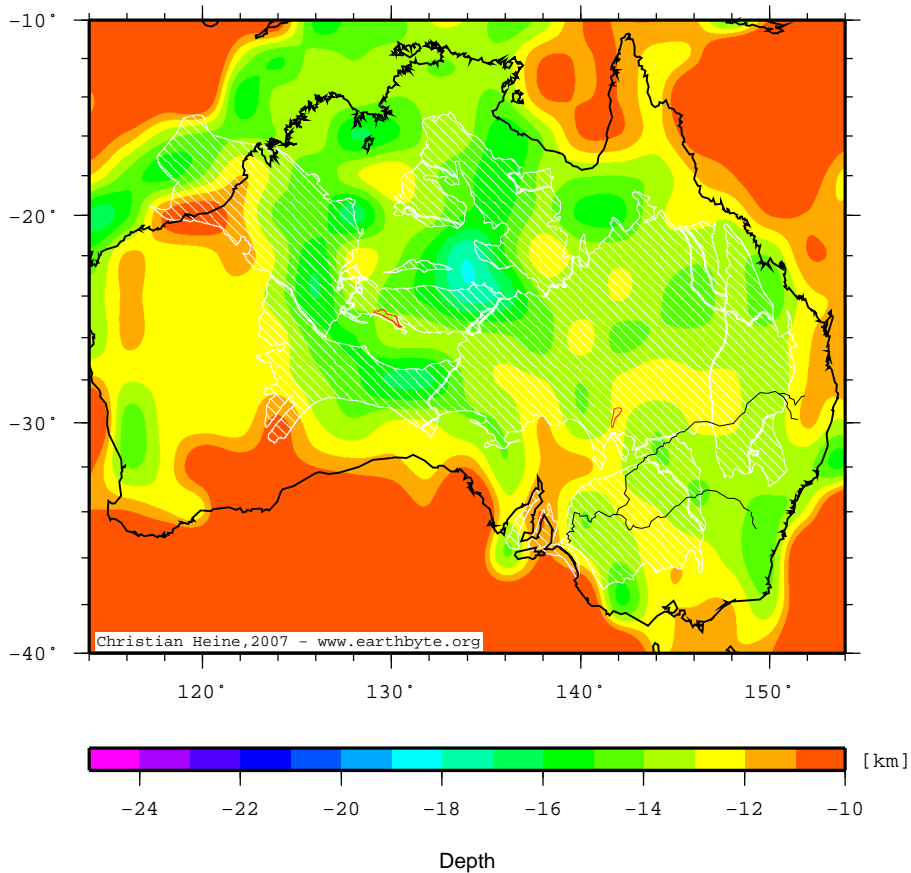 −10˚
−20˚
−30˚
−40˚
Christian Heine,2007 − www.earthbyte.org
120˚ 130˚ 140˚ 150˚
[km]
−24 −22 −20 −18 −16 −14 −12 −10
Depth